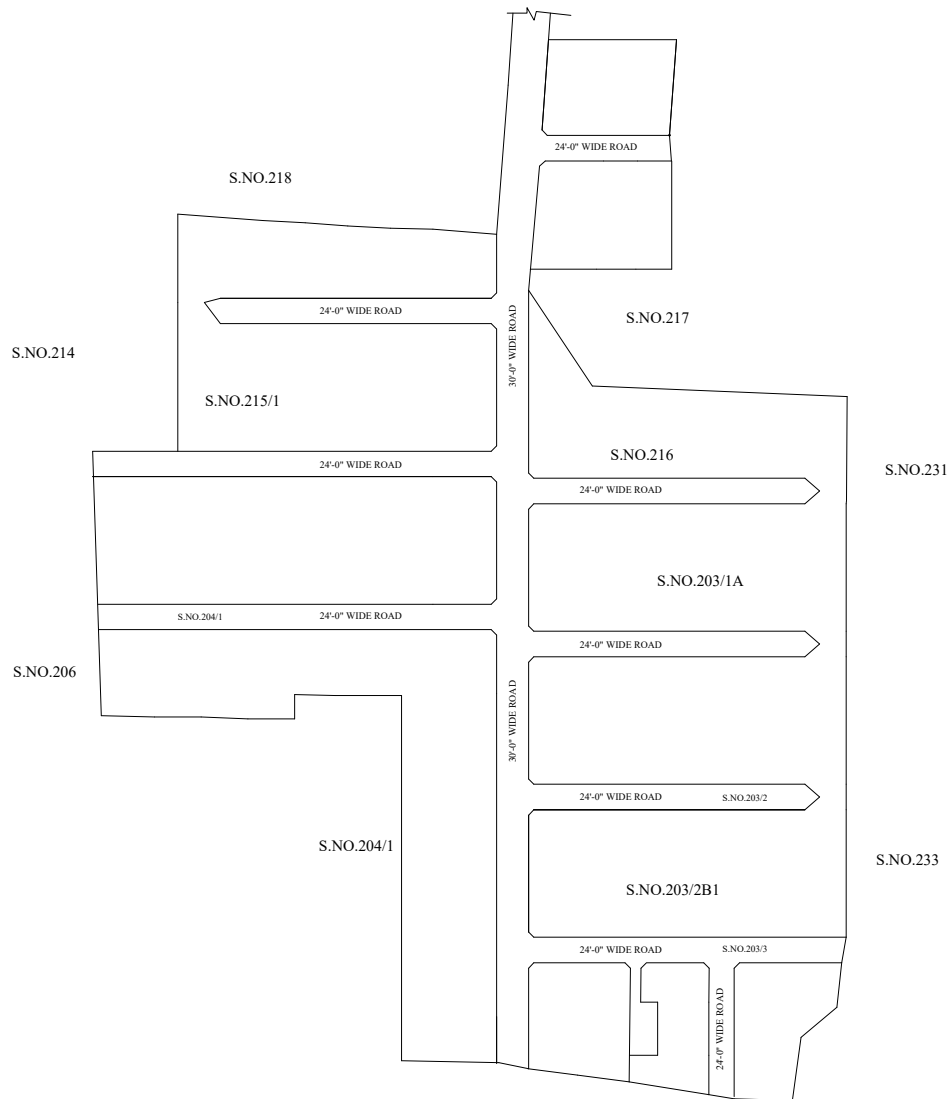 24'-0" WIDE ROAD
S.NO.218
24'-0" WIDE ROAD
S.NO.217
30'-0" WIDE ROAD
S.NO.214
S.NO.215/1
S.NO.216
24'-0" WIDE ROAD
S.NO.231
24'-0" WIDE ROAD
S.NO.203/1A
S.NO.204/1
24'-0" WIDE ROAD
24'-0" WIDE ROAD
S.NO.206
30'-0" WIDE ROAD
24'-0" WIDE ROAD
S.NO.203/2
S.NO.204/1
S.NO.233
S.NO.203/2B1
24'-0" WIDE ROAD
S.NO.203/3
24'-0" WIDE ROAD